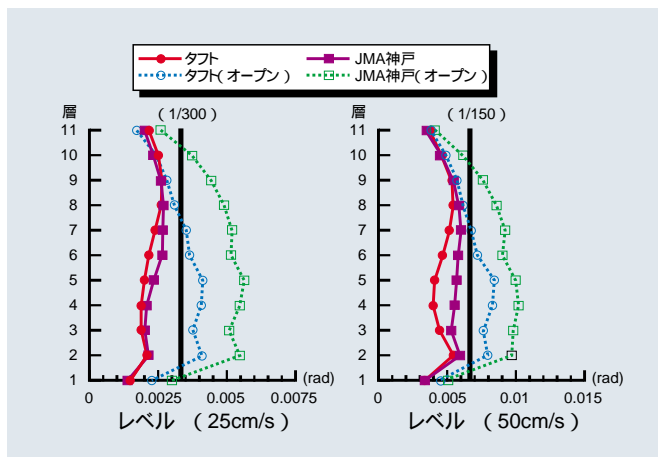 タフト JMA神戸
タフト(オープン) JMA神戸(オープン)
層 (1/300) 層 (1/150)
11 11
10 10
9 9
8 8
7 7
6 6
5 5
4 4
3 3
2 2
1 (rad) 1 (rad)
0 0.0025 0.005 0.0075 0 0.005 0.01 0.015
レベル (25cm/s) レベル (50cm/s)